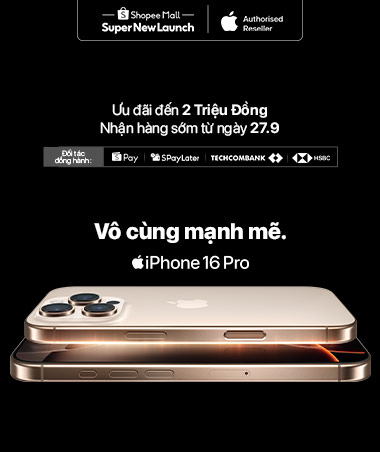 Shopee Mall
Super New Launch
Authorised
Reseller
Ưu đãi đến 2 Triệu Đồng
Nhận hàng sớm từ ngày 27.9
Đối tác
đồng hành:
Pay
SPayLater
TECHCOMBANK
HSBC
Vô cùng mạnh mẽ.
iPhone 16 Pro